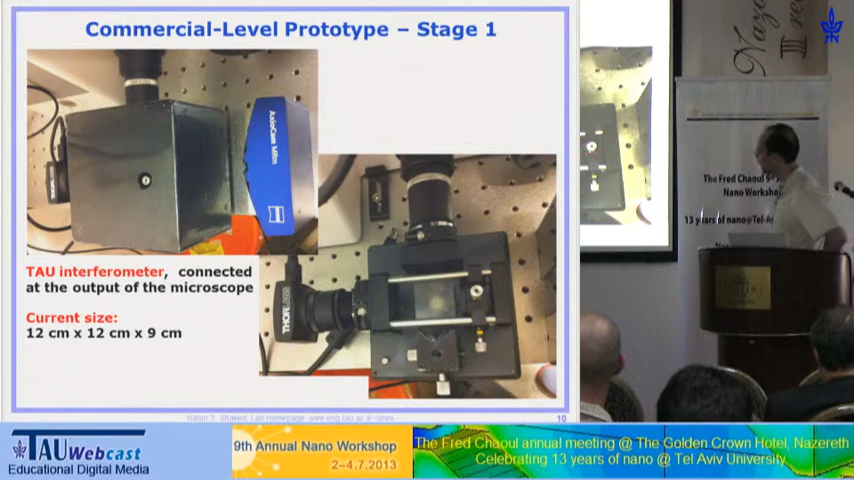 Commercial-Level Prototype – Stage 1
AxioCam MRm
THORLABS
TAU interferometer, connected
at the output of the microscope
Current size:
12 cm x 12 cm x 9 cm
10
The Fred Chaoul 9
Nano Worksho
13 years of nano@Tel-A
TAU Webcast
Educational Digital Media
9th Annual Nano Workshop
2–4.7.2013
The Fred Chaoul annual meeting @ The Golden Crown Hotel, Nazereth
Celebrating 13 years of nano @ Tel Aviv University